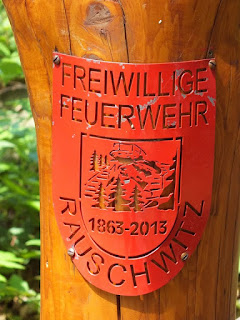 FREIWILLIGE
FEUERWEHR
1863-2013
RAUSCHWITZ